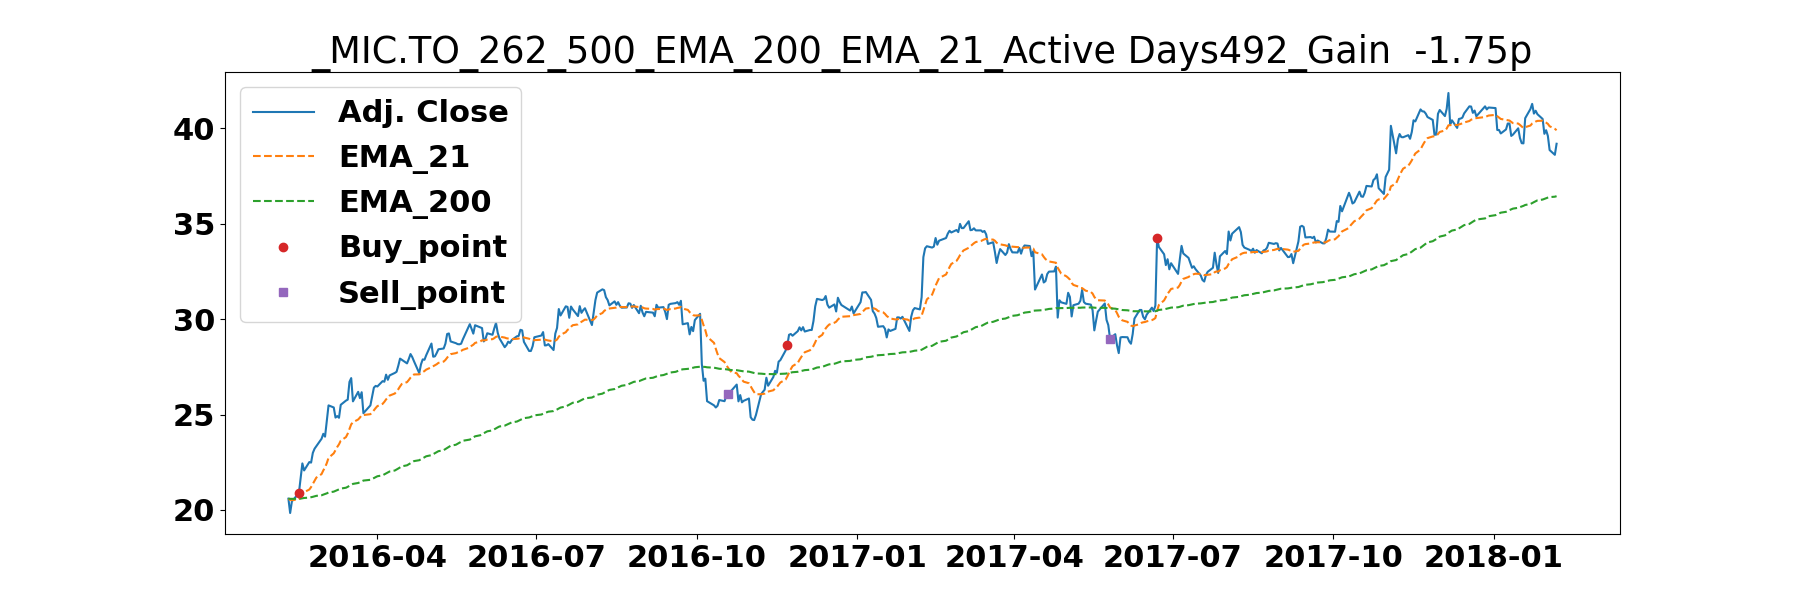 _MIC.TO_262_500_EMA_200_EMA_21_Active Days492_Gain  -1.75p
Adj. Close
EMA_21
EMA_200
Buy_point
Sell_point
40
35
30
25
20
2016-04 2016-07 2016-10 2017-01 2017-04 2017-07 2017-10 2018-01